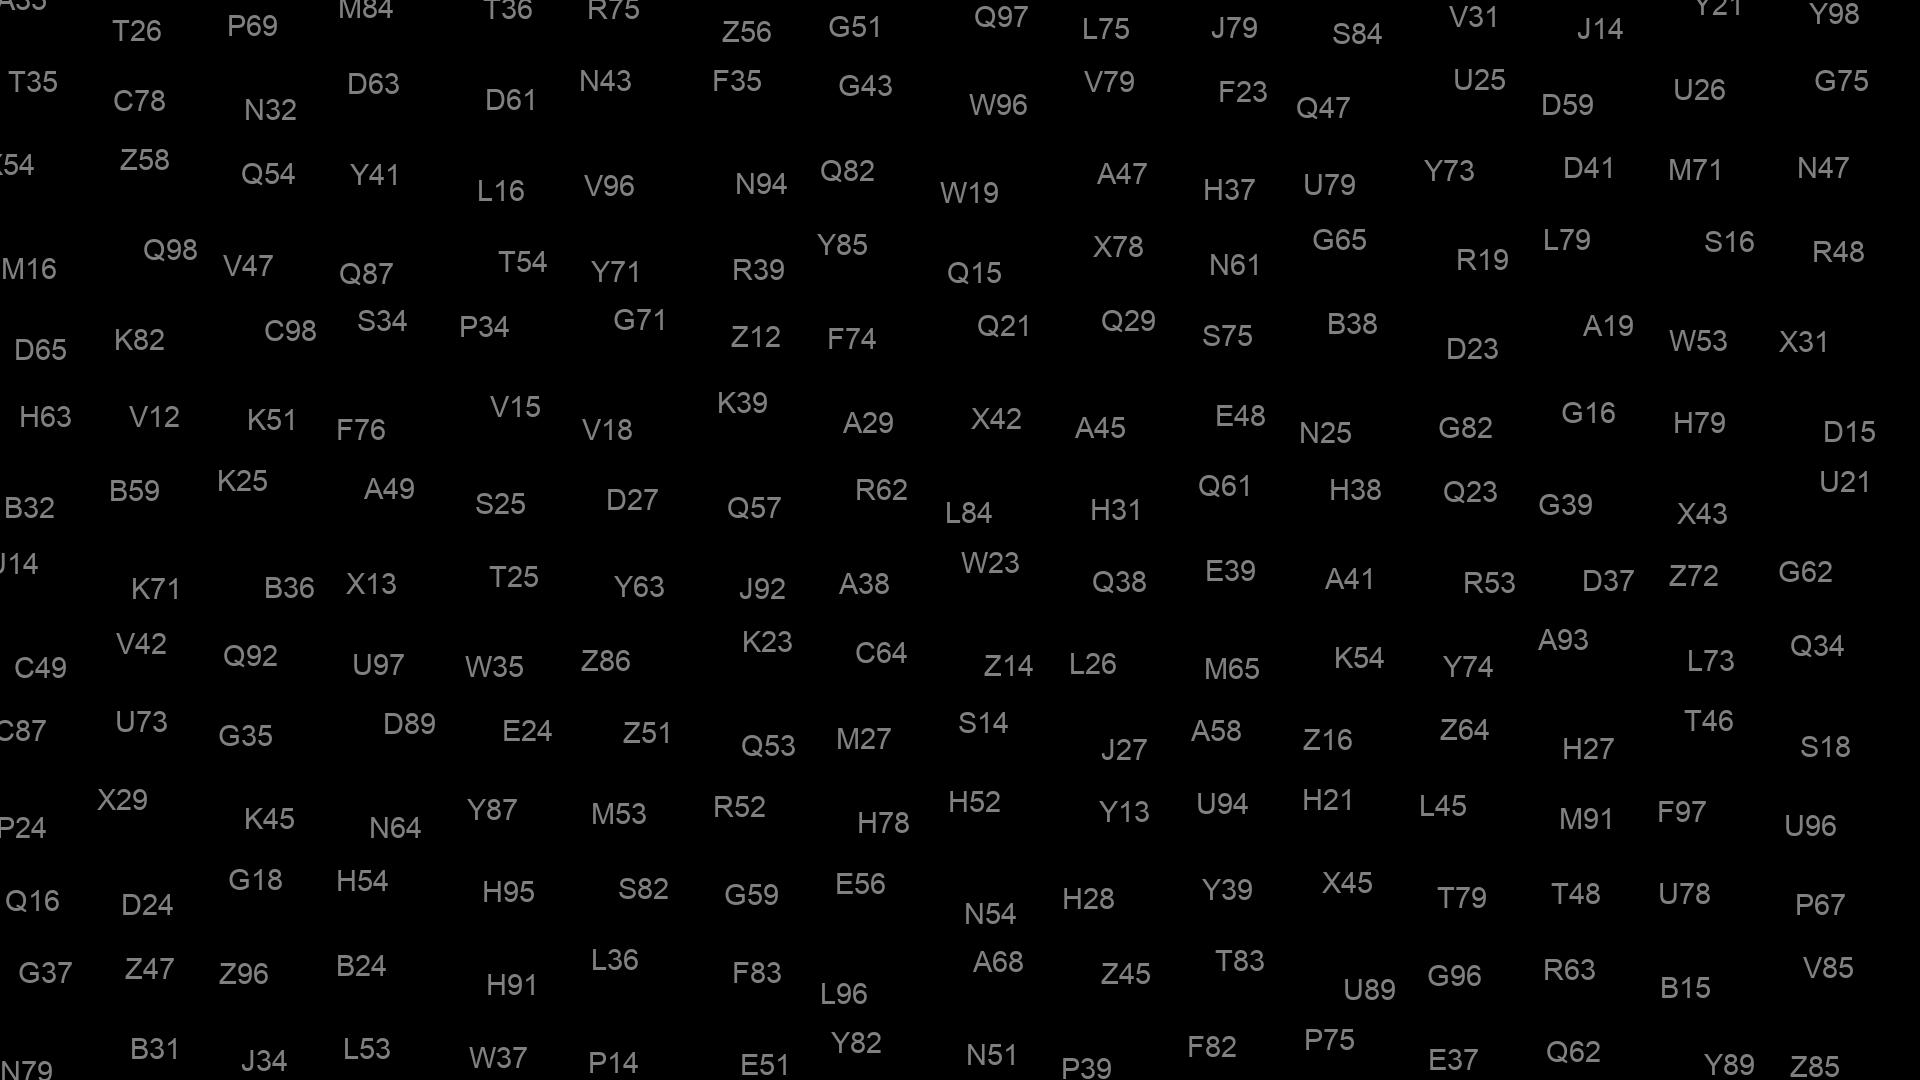 A35 T26 P69 M84 T36 R75 Z56 G51 Q97 L75 J79 S84 V31 J14 Y21 Y98
T35 C78 N32 D63 D61 N43 F35 G43 W96 V79 F23 Q47 U25 D59 U26 G75
Z58 Q54 Y41 L16 V96 N94 Q82 W19 A47 H37 U79 Y73 D41 M71 N47
M16 Q98 V47 Q87 T54 Y71 R39 Y85 Q15 X78 N61 G65 R19 L79 S16 R48
D65 K82 C98 S34 P34 G71 Z12 F74 Q21 Q29 S75 B38 D23 A19 W53 X31
H63 V12 K51 F76 V15 V18 K39 A29 X42 A45 E48 N25 G82 G16 H79 D15
B32 B59 K25 A49 S25 D27 Q57 R62 L84 H31 Q61 H38 Q23 G39 X43 U21
K71 B36 X13 T25 Y63 J92 A38 W23 Q38 E39 A41 R53 D37 Z72 G62
C49 V42 Q92 U97 W35 Z86 K23 C64 Z14 L26 M65 K54 Y74 A93 L73 Q34
C87 U73 G35 D89 E24 Z51 Q53 M27 S14 J27 A58 Z16 Z64 H27 T46 S18
P24 X29 K45 N64 Y87 M53 R52 H78 H52 Y13 U94 H21 L45 M91 F97 U96
Q16 D24 G18 H54 H95 S82 G59 E56 N54 H28 Y39 X45 T79 T48 U78 P67
G37 Z47 Z96 B24 H91 L36 F83 L96 A68 Z45 T83 U89 G96 R63 B15 V85
N79 B31 J34 L53 W37 P14 E51 Y82 N51 P39 F82 P75 E37 Q62 Y89 Z85